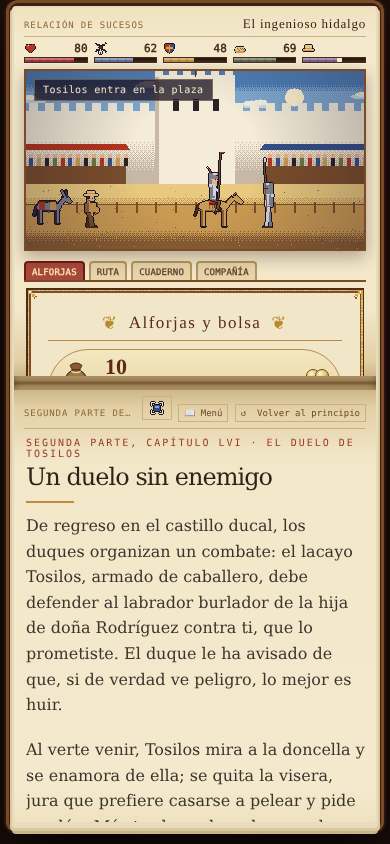 RELACIÓN DE SUCESOS
El ingenioso hidalgo
80 62 48 69
Tosilos entra en la plaza
ALFORJAS RUTA CUADERNO COMPAÑÍA
Alforjas y bolsa
10
SEGUNDA PARTE DE…
Menú
Volver al principio
SEGUNDA PARTE, CAPÍTULO LVI · EL DUELO DE
TOSILOS
Un duelo sin enemigo
De regreso en el castillo ducal, los
duques organizan un combate: el lacayo
Tosilos, armado de caballero, debe
defender al labrador burlador de la hija
de doña Rodríguez contra ti, que lo
prometiste. El duque le ha avisado de
que, si de verdad ve peligro, lo mejor es
huir.
Al verte venir, Tosilos mira a la doncella y
se enamora de ella; se quita la visera,
jura que prefiere casarse a pelear y pide